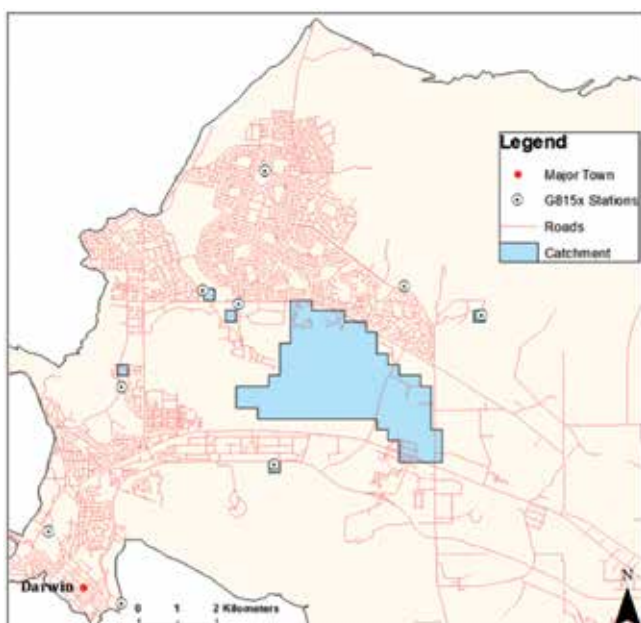 Legend
Major Town
G815x Stations
Roads
Catchment
Darwin
0 1 2 Kilometers
N